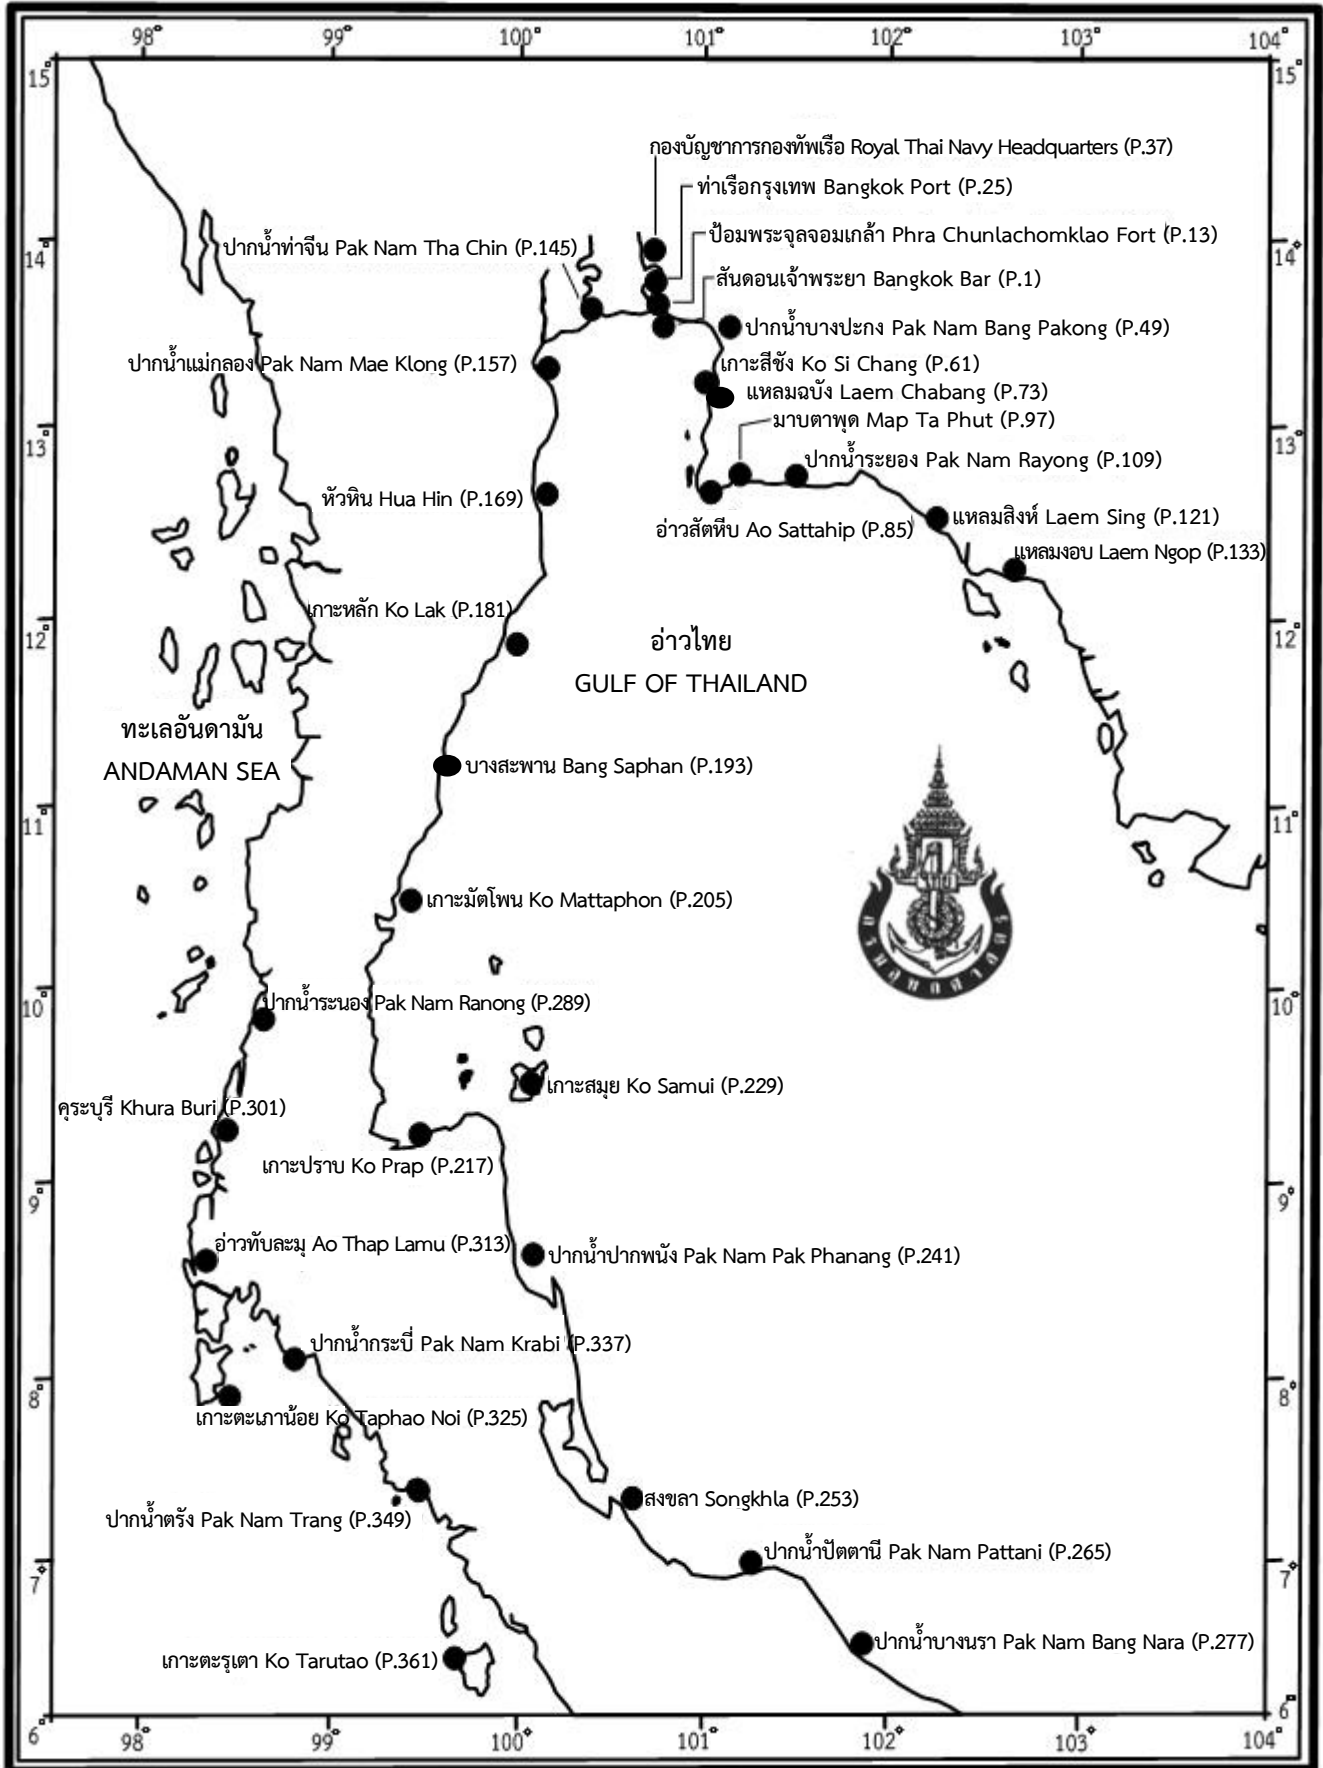 98° 99° 100° 101° 102° 103° 104°
15° 15°
กองบัญชาการกองทัพเรือ Royal Thai Navy Headquarters (P.37)
ท่าเรือกรุงเทพ Bangkok Port (P.25)
ป้อมพระจุลจอมเกล้า Phra Chunlachomklao Fort (P.13)
14° 14°
ปากน้ำท่าจีน Pak Nam Tha Chin (P.145)
สันดอนเจ้าพระยา Bangkok Bar (P.1)
ปากน้ำบางปะกง Pak Nam Bang Pakong (P.49)
ปากน้ำแม่กลอง Pak Nam Mae Klong (P.157)
เกาะสีชัง Ko Si Chang (P.61)
แหลมฉบัง Laem Chabang (P.73)
มาบตาพุด Map Ta Phut (P.97)
13° 13°
ปากน้ำระยอง Pak Nam Rayong (P.109)
หัวหิน Hua Hin (P.169)
อ่าวสัตหีบ Ao Sattahip (P.85)
แหลมสิงห์ Laem Sing (P.121)
แหลมงอบ Laem Ngop (P.133)
เกาะหลัก Ko Lak (P.181)
12° 12°
อ่าวไทย
GULF OF THAILAND
ทะเลอันดามัน
ANDAMAN SEA
บางสะพาน Bang Saphan (P.193)
11° 11°
เกาะมัตโพน Ko Mattaphon (P.205)
กรมอุทกศาสตร์
10° 10°
ปากน้ำระนอง Pak Nam Ranong (P.289)
เกาะสมุย Ko Samui (P.229)
คุระบุรี Khura Buri (P.301)
เกาะปราบ Ko Prap (P.217)
9° 9°
อ่าวทับละมุ Ao Thap Lamu (P.313)
ปากน้ำปากพนัง Pak Nam Pak Phanang (P.241)
ปากน้ำกระบี่ Pak Nam Krabi (P.337)
8° 8°
เกาะตะเภาน้อย Ko Taphao Noi (P.325)
สงขลา Songkhla (P.253)
ปากน้ำตรัง Pak Nam Trang (P.349)
ปากน้ำปัตตานี Pak Nam Pattani (P.265)
7° 7°
ปากน้ำบางนรา Pak Nam Bang Nara (P.277)
เกาะตะรุเตา Ko Tarutao (P.361)
6° 6°
98° 99° 100° 101° 102° 103° 104°